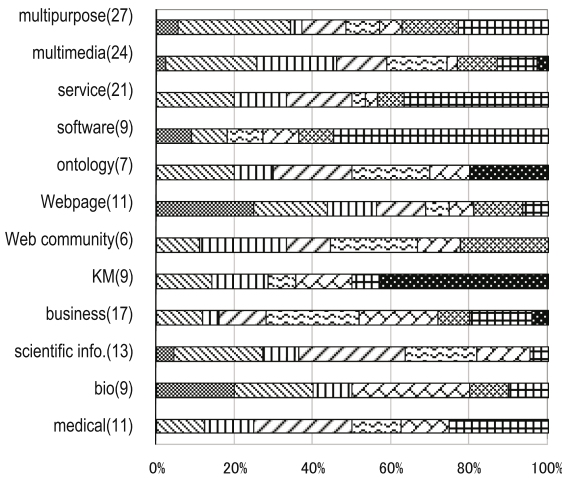 multipurpose(27)
multimedia(24)
service(21)
software(9)
ontology(7)
Webpage(11)
Web community(6)
KM(9)
business(17)
scientific info.(13)
bio(9)
medical(11)
0% 20% 40% 60% 80% 100%